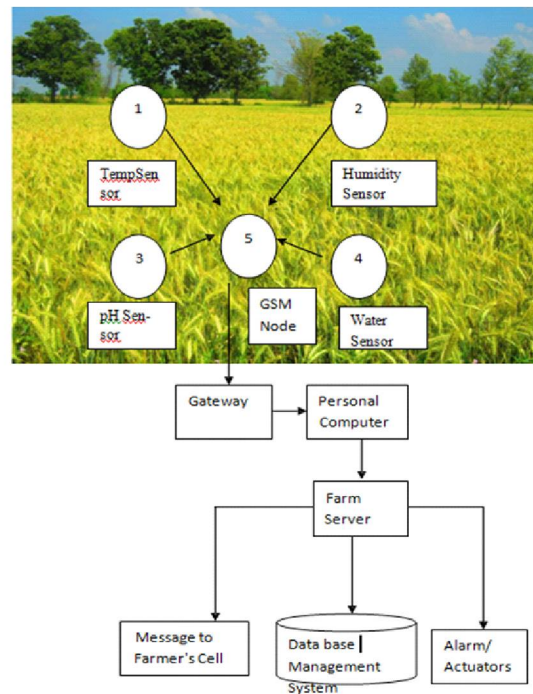 1
2
TempSen
sor
Humidity
Sensor
5
3
4
pH Sen-
sor
GSM
Node
Water
Sensor
Gateway
Personal
Computer
Farm
Server
Message to
Farmer's Cell
Data base
Management
System
Alarm/
Actuators